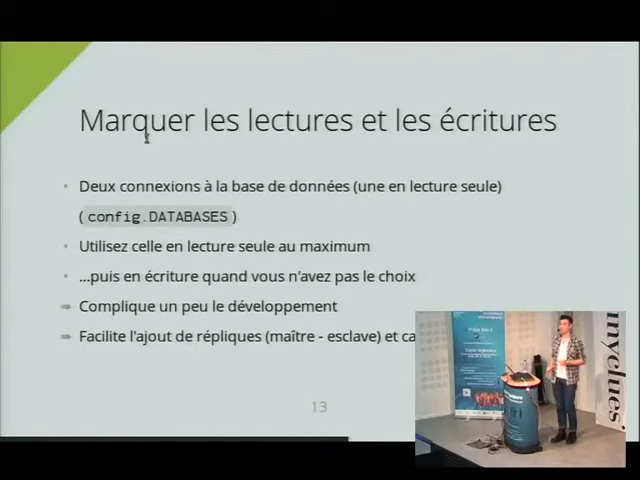 Marquer les lectures et les écritures
Deux connexions à la base de données (une en lecture seule)
(config.DATABASES)
Utilisez celle en lecture seule au maximum
...puis en écriture quand vous n'avez pas le choix
Complique un peu le développement
Facilite l'ajout de répliques (maître - esclave) et ca
13
inyclues